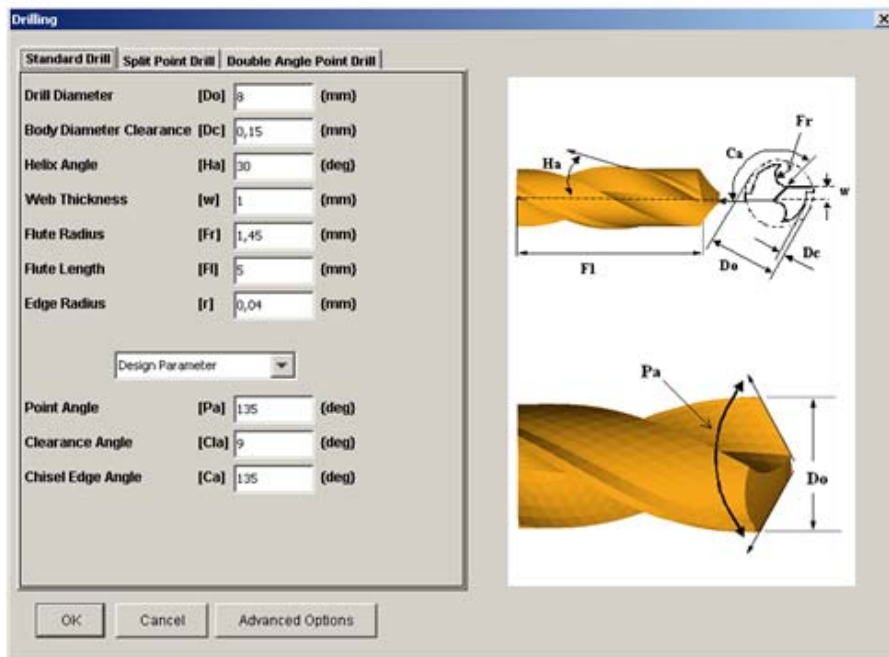 Drilling
Standard Drill Split Point Drill Double Angle Point Drill
Drill Diameter [Do] 8 (mm)
Body Diameter Clearance [Dc] 0,15 (mm)
Helix Angle [Ha] 30 (deg)
Web Thickness [w] 1 (mm)
Flute Radius [Fr] 1,45 (mm)
Flute Length [Fl] 5 (mm)
Edge Radius [r] 0,04 (mm)
Design Parameter
Point Angle [Pa] 135 (deg)
Clearance Angle [Cla] 9 (deg)
Chisel Edge Angle [Ca] 135 (deg)
OK Cancel Advanced Options
Fr
Ca
Ha
w
Dc
Do
Fl
Pa
Do